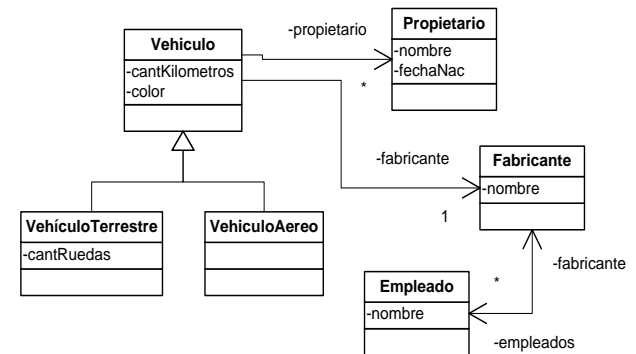 Vehiculo
-cantKilometros
-color
-propietario
*
Propietario
-nombre
-fechaNac
-fabricante
1
Fabricante
-nombre
VehículoTerrestre
-cantRuedas
VehiculoAereo
-fabricante
*
-empleados
Empleado
-nombre